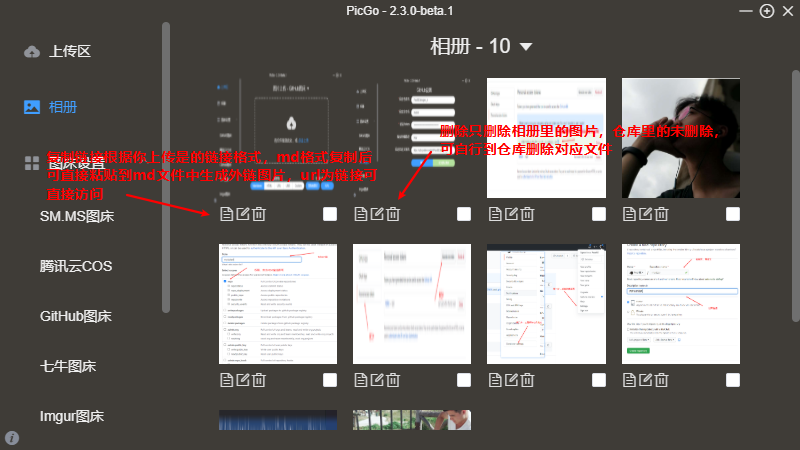 PicGo - 2.3.0-beta.1
上传区
相册 - 10
相册
删除只删除相册里的图片，仓库里的未删除，
可自行到仓库删除对应文件
复制链接根据你上传是的链接格式，md格式复制后
可直接粘贴到md文件中生成外链图片，url为链接可
直接访问
图床设置
SM.MS图床
腾讯云COS
GitHub图床
七牛图床
Imgur图床